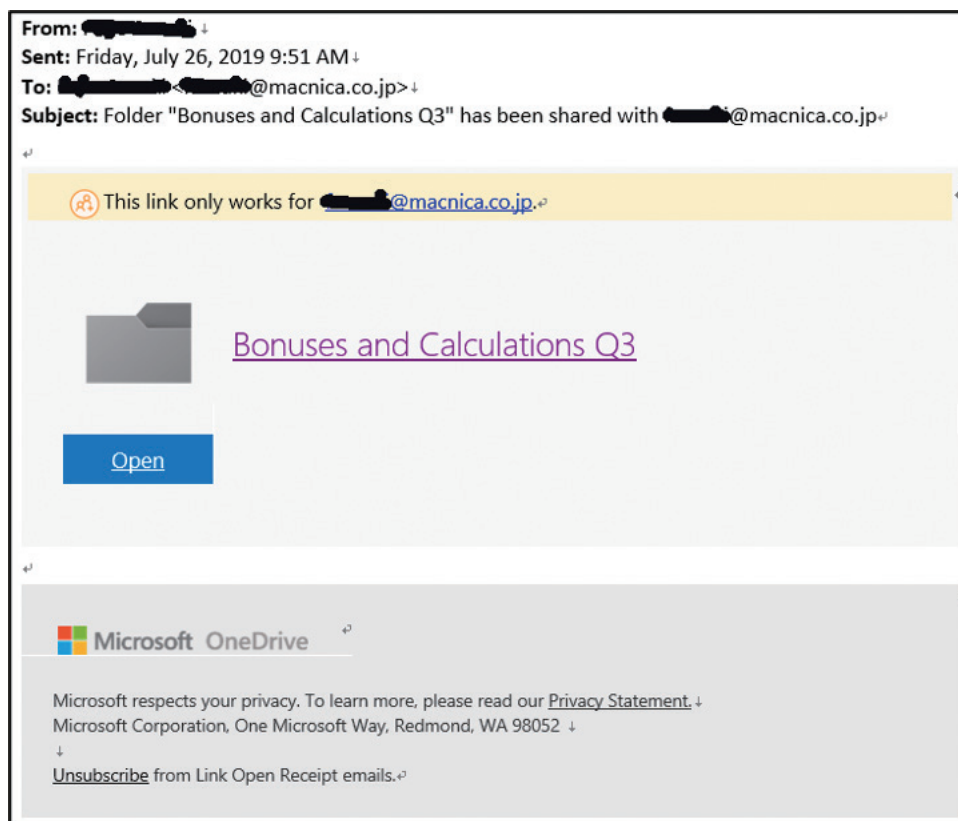 From:
Sent: Friday, July 26, 2019 9:51 AM
To: < @macnica.co.jp>
Subject: Folder "Bonuses and Calculations Q3" has been shared with @macnica.co.jp
This link only works for @macnica.co.jp.
Bonuses and Calculations Q3
Open
Microsoft OneDrive
Microsoft respects your privacy. To learn more, please read our Privacy Statement.
Microsoft Corporation, One Microsoft Way, Redmond, WA 98052
Unsubscribe from Link Open Receipt emails.